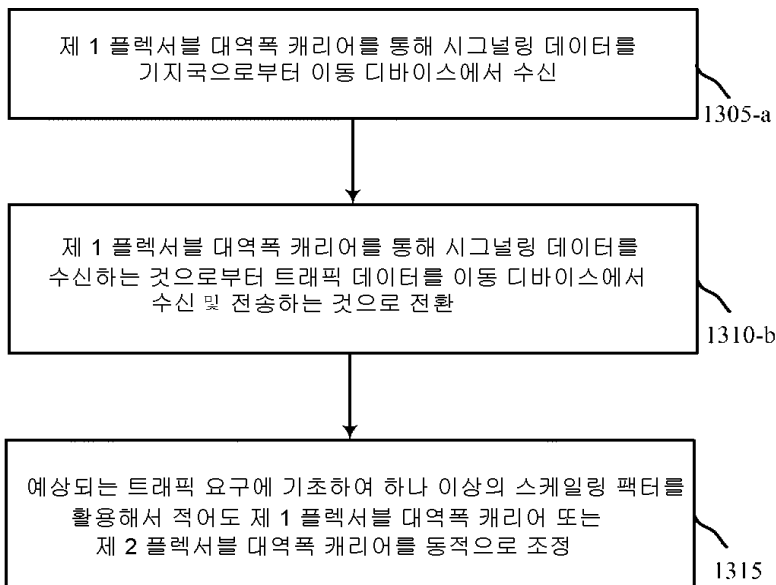 제 1 플렉서블 대역폭 캐리어를 통해 시그널링 데이터를
기지국으로부터 이동 디바이스에서 수신
1305-a
제 1 플렉서블 대역폭 캐리어를 통해 시그널링 데이터를
수신하는 것으로부터 트래픽 데이터를 이동 디바이스에서
수신 및 전송하는 것으로 전환
1310-b
예상되는 트래픽 요구에 기초하여 하나 이상의 스케일링 팩터를
활용해서 적어도 제 1 플렉서블 대역폭 캐리어 또는
제 2 플렉서블 대역폭 캐리어를 동적으로 조정
1315